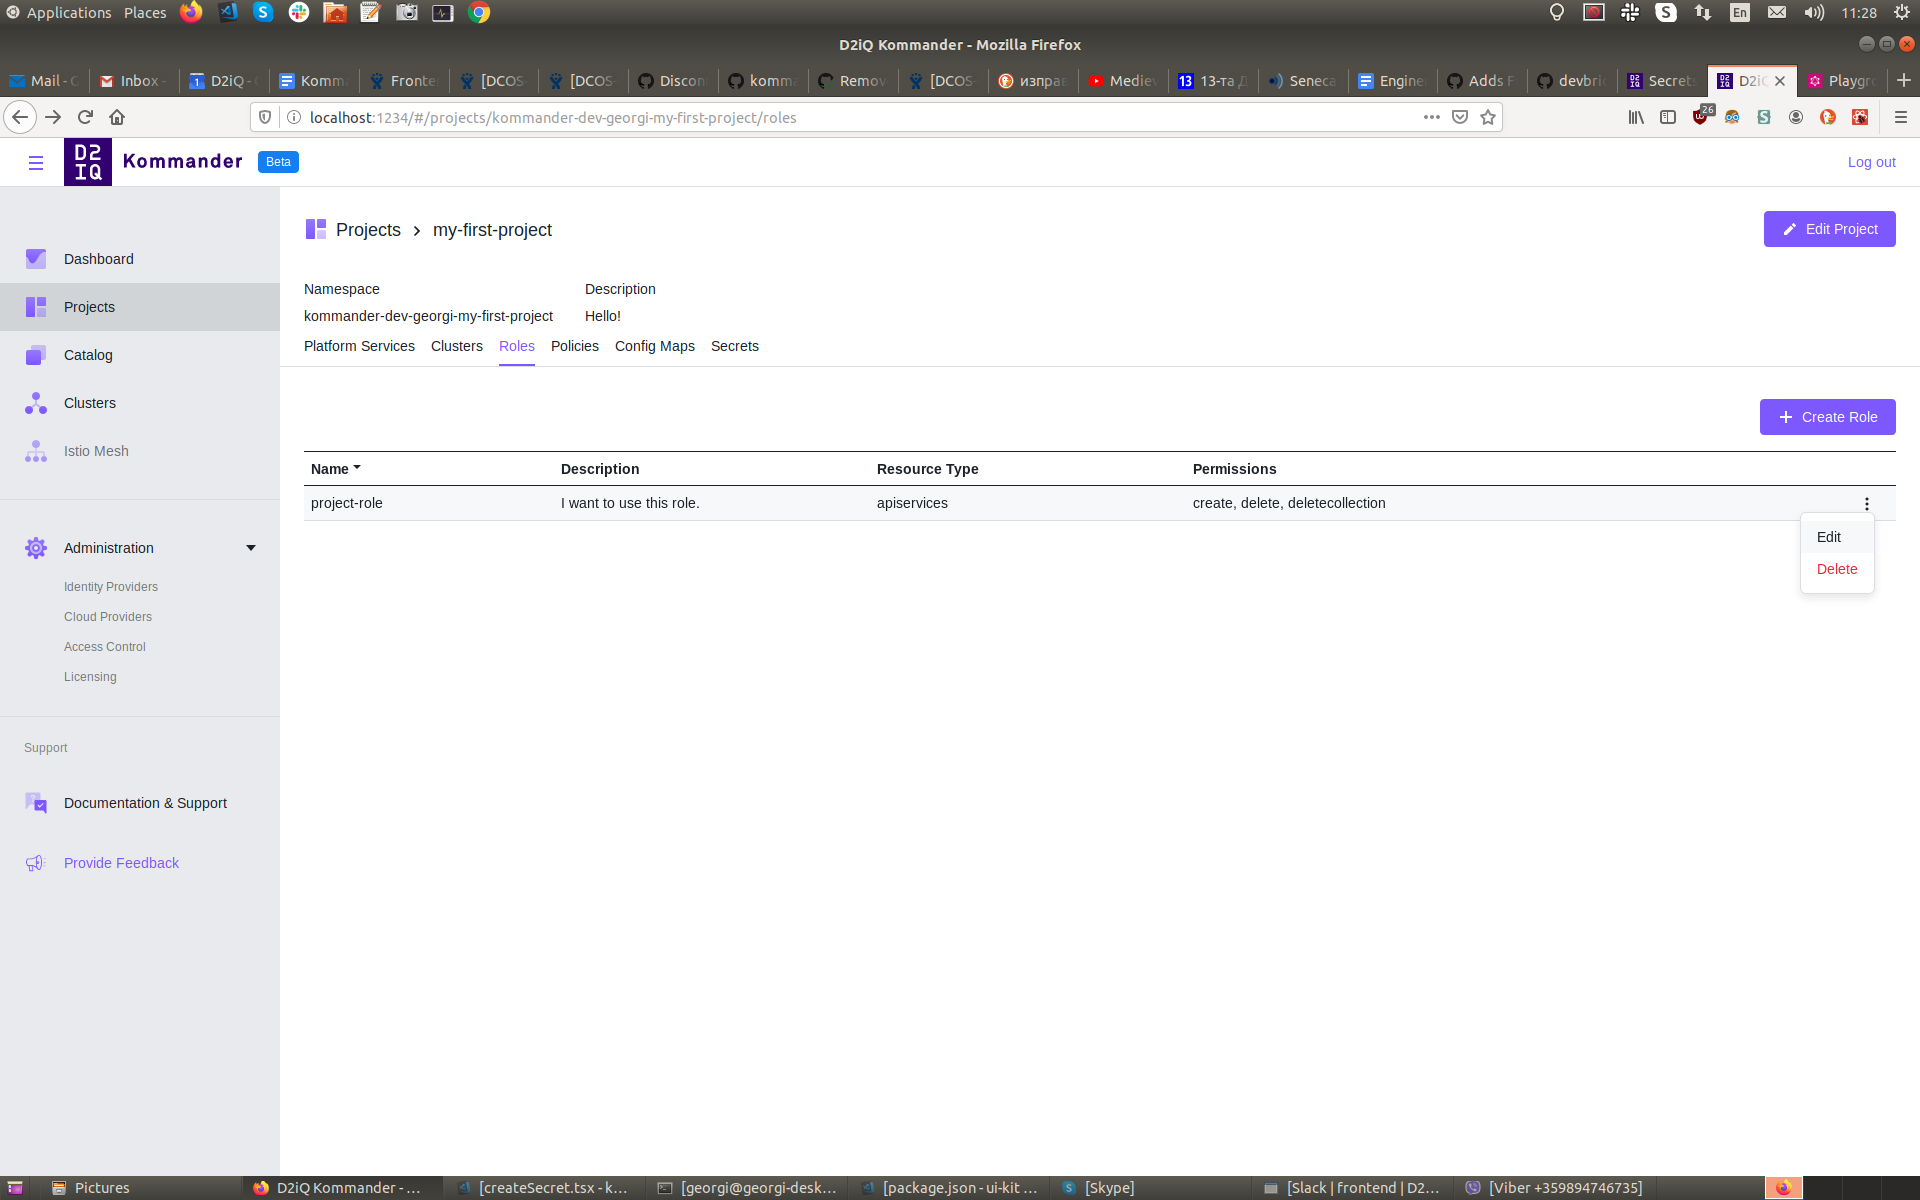 Applications Places En 11:28
D2iQ Kommander - Mozilla Firefox
Mail - Inbox - D2iQ - Komm Fronte [DCOS- [DCOS- Discon komm Remov [DCOS- изпра Mediev 13-та Д Seneca Engine Adds F devbri Secret D2iQ Playgr
localhost:1234/#/projects/kommander-dev-georgi-my-first-project/roles 26
D2IQ Kommander Beta Log out
Projects > my-first-project Edit Project
Dashboard
Projects
Catalog
Clusters
Istio Mesh
Administration
Identity Providers
Cloud Providers
Access Control
Licensing
Support
Documentation & Support
Provide Feedback
Namespace Description
kommander-dev-georgi-my-first-project Hello!
Platform Services Clusters Roles Policies Config Maps Secrets
Create Role
Name Description Resource Type Permissions
project-role I want to use this role. apiservices create, delete, deletecollection
Edit
Delete
Pictures D2iQ Kommander - ... [createSecret.tsx - k... [georgi@georgi-desk... [package.json - ui-kit ... [Skype] [Slack | frontend | D2... [Viber +359894746735]